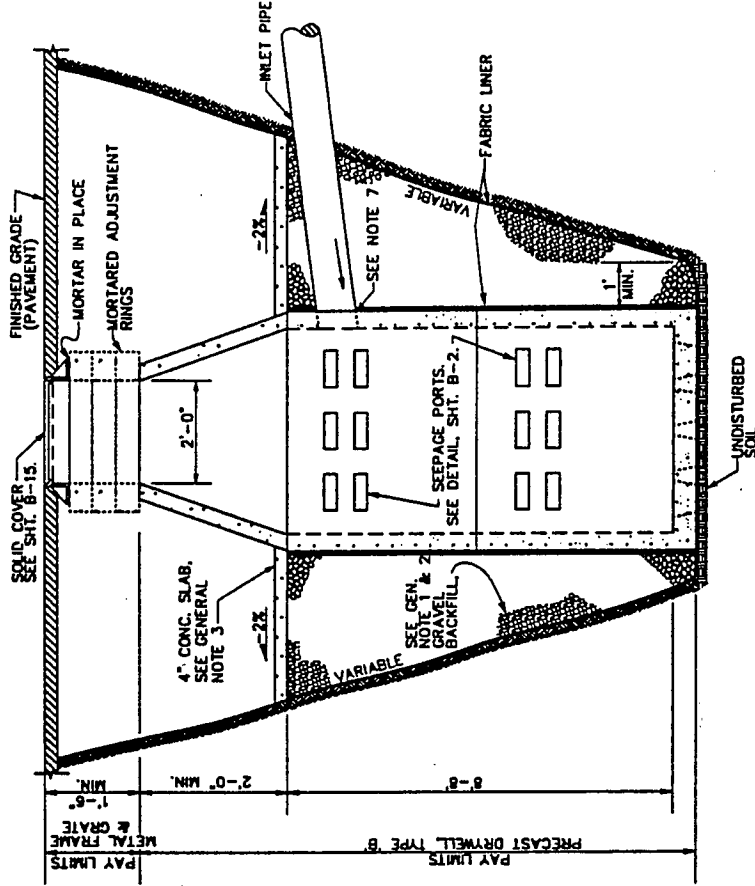 SOLID COVER
SEE SHT. B-15.
FINISHED GRADE
(PAVEMENT)
MORTAR IN PLACE
MORTARED ADJUSTMENT
RINGS
INLET PIPE
2'-0"
-2%
-2%
4" CONC. SLAB,
SEE GENERAL
NOTE 3
SEE NOTE 7
VARIABLE
VARIABLE
FABRIC LINER
SEEPAGE PORTS.
SEE DETAIL, SHT. B-2.
SEE GEN.
NOTE 1 & 2
GRAVEL
BACKFILL
1'
MIN.
UNDISTURBED
SOIL
1'-6"
MIN.
2'-0" MIN.
8'-8"
PAY LIMITS
METAL FRAME
& GRATE
PAY LIMITS
PRECAST DRYWELL, TYPE 'B'